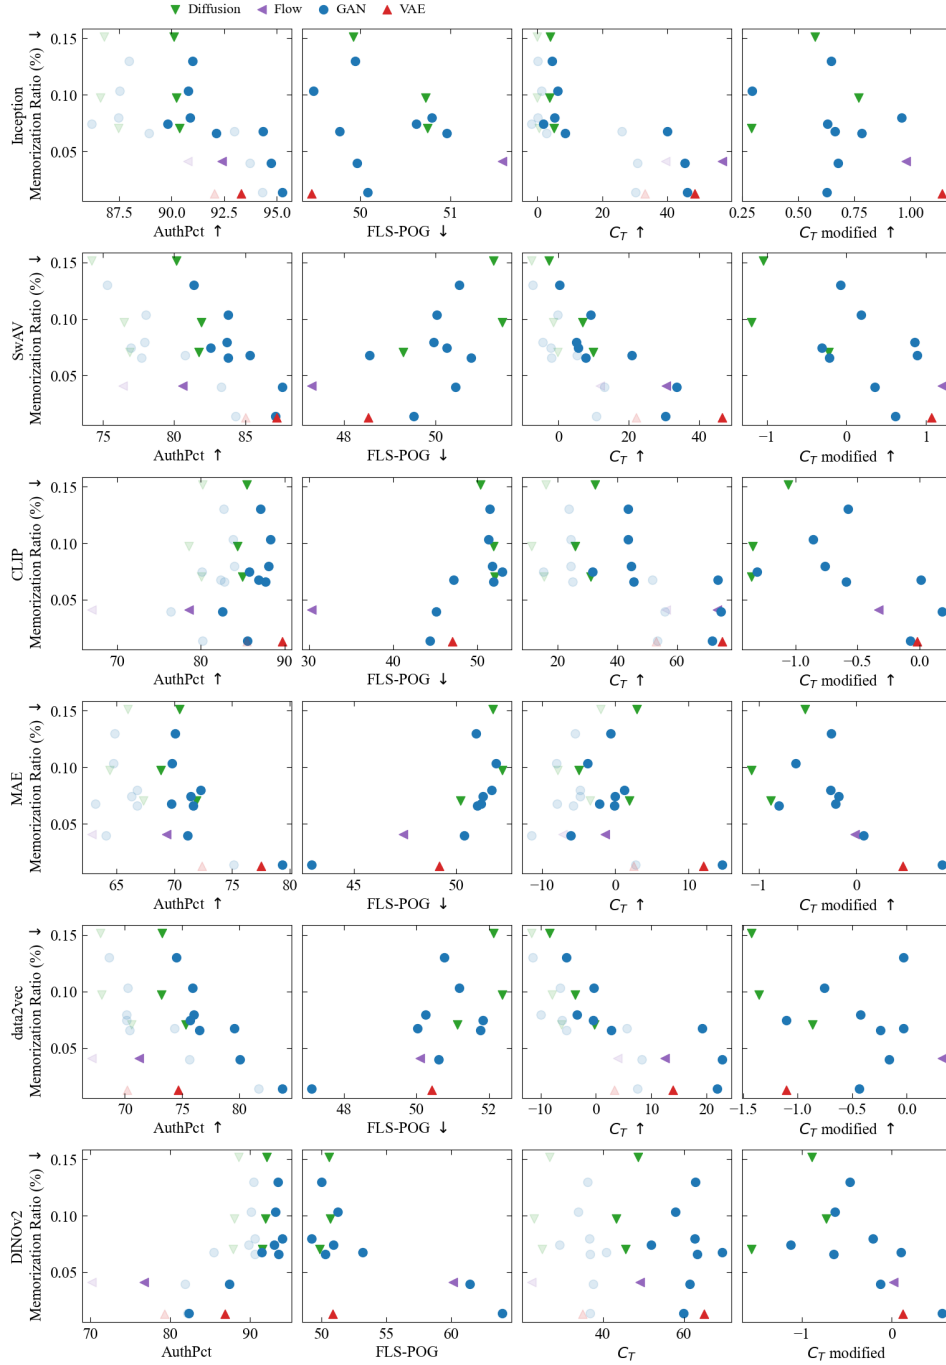 Diffusion Flow GAN VAE
Inception
Memorization Ratio (%) ↓
0.15
0.10
0.05
87.5 90.0 92.5 95.0
AuthPct ↑
50 51
FLS-POG ↓
0 20 40
C_T ↑
0.25 0.50 0.75 1.00
C_T modified ↑
SwAV
Memorization Ratio (%) ↓
0.15
0.10
0.05
75 80 85
AuthPct ↑
48 50
FLS-POG ↓
0 20 40
C_T ↑
−1 0 1
C_T modified ↑
CLIP
Memorization Ratio (%) ↓
0.15
0.10
0.05
70 80 90
AuthPct ↑
30 40 50
FLS-POG ↓
20 40 60
C_T ↑
−1.0 −0.5 0.0
C_T modified ↑
MAE
Memorization Ratio (%) ↓
0.15
0.10
0.05
65 70 75 80
AuthPct ↑
45 50
FLS-POG ↓
−10 0 10
C_T ↑
−1 0
C_T modified ↑
data2vec
Memorization Ratio (%) ↓
0.15
0.10
0.05
70 75 80
AuthPct ↑
48 50 52
FLS-POG ↓
−10 0 10 20
C_T ↑
−1.5 −1.0 −0.5 0.0
C_T modified ↑
DINOv2
Memorization Ratio (%) ↓
0.15
0.10
0.05
70 80 90
AuthPct
50 55 60
FLS-POG
40 60
C_T
−1 0
C_T modified